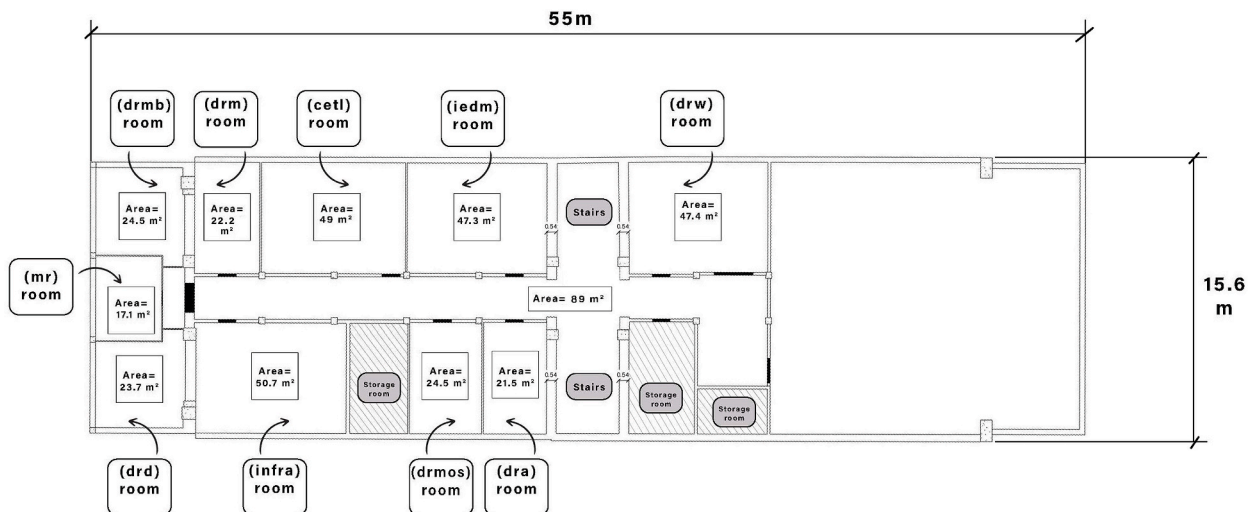 55m
(drmb)
room
(drm)
room
(cetl)
room
(iedm)
room
(drw)
room
Area=
24.5 m²
Area=
22.2
m²
Area=
49 m²
Area=
47.3 m²
Stairs
Area=
47.4 m²
0.54
0.54
(mr)
room
Area=
17.1 m²
Area= 89 m²
15.6
m
Area=
23.7 m²
Area=
50.7 m²
Storage
room
Area=
24.5 m²
Area=
21.5 m²
0.54
Stairs
0.54
Storage
room
Storage
room
(drd)
room
(infra)
room
(drmos)
room
(dra)
room